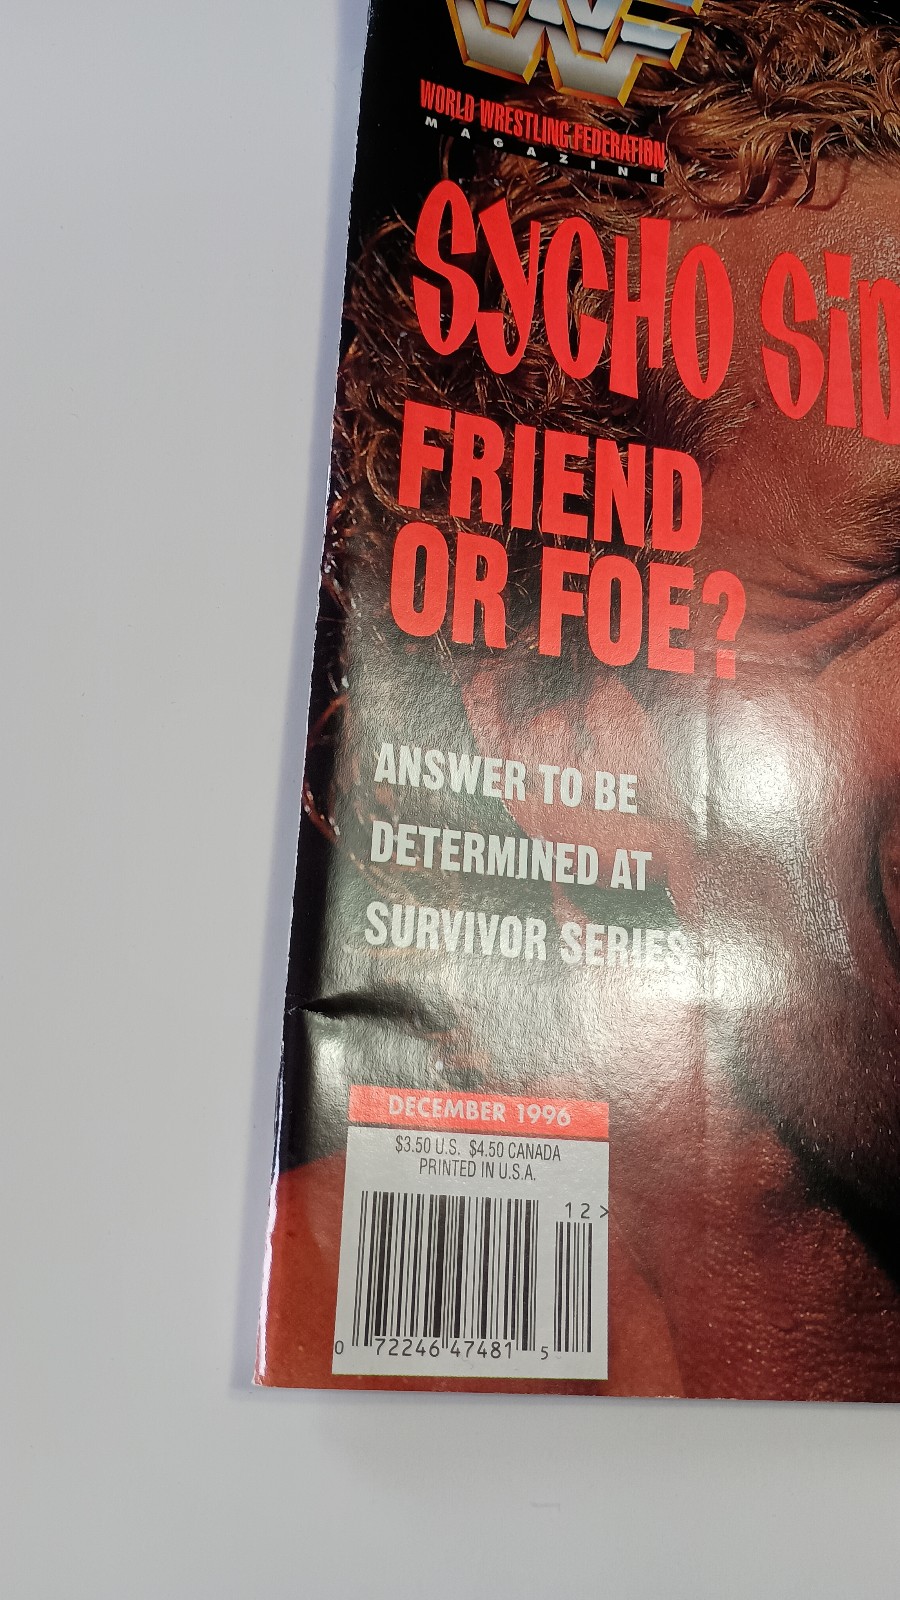 WF
WORLD WRESTLING FEDERATION
MAGAZINE
SYCHO SID
FRIEND
OR FOE?
ANSWER TO BE
DETERMINED AT
SURVIVOR SERIES
DECEMBER 1996
$3.50 U.S. $4.50 CANADA
PRINTED IN U.S.A.
12>
0 72246 47481 5